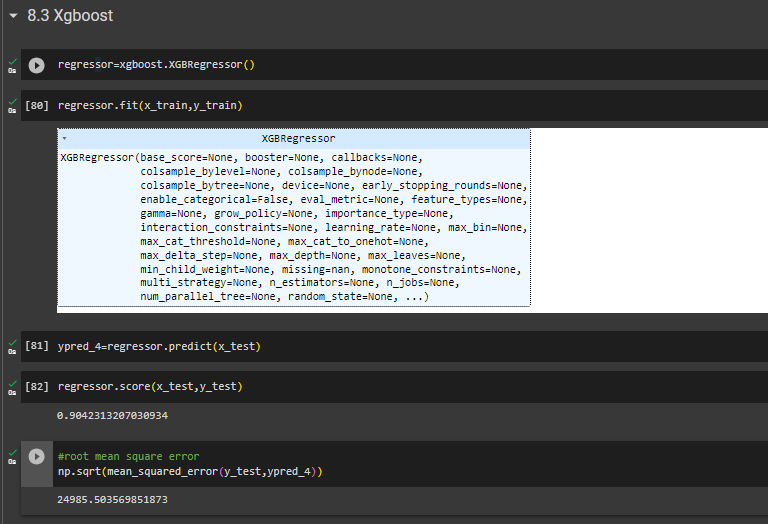 8.3 Xgboost
0s
regressor=xgboost.XGBRegressor()
0s
[80] regressor.fit(x_train,y_train)
XGBRegressor
XGBRegressor(base_score=None, booster=None, callbacks=None,
colsample_bylevel=None, colsample_bynode=None,
colsample_bytree=None, device=None, early_stopping_rounds=None,
enable_categorical=False, eval_metric=None, feature_types=None,
gamma=None, grow_policy=None, importance_type=None,
interaction_constraints=None, learning_rate=None, max_bin=None,
max_cat_threshold=None, max_cat_to_onehot=None,
max_delta_step=None, max_depth=None, max_leaves=None,
min_child_weight=None, missing=nan, monotone_constraints=None,
multi_strategy=None, n_estimators=None, n_jobs=None,
num_parallel_tree=None, random_state=None, ...)
0s
[81] ypred_4=regressor.predict(x_test)
0s
[82] regressor.score(x_test,y_test)
0.9042313207030934
0s
#root mean square error
np.sqrt(mean_squared_error(y_test,ypred_4))
24985.503569851873